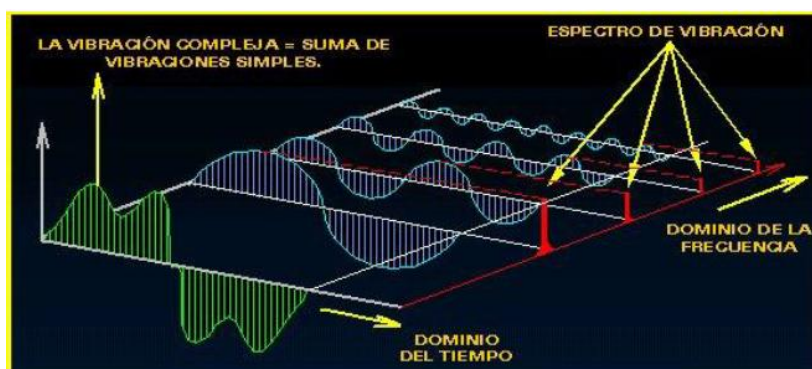 LA VIBRACIÓN COMPLEJA = SUMA DE
VIBRACIONES SIMPLES.
ESPECTRO DE VIBRACIÓN
DOMINIO DE LA
FRECUENCIA
DOMINIO
DEL TIEMPO